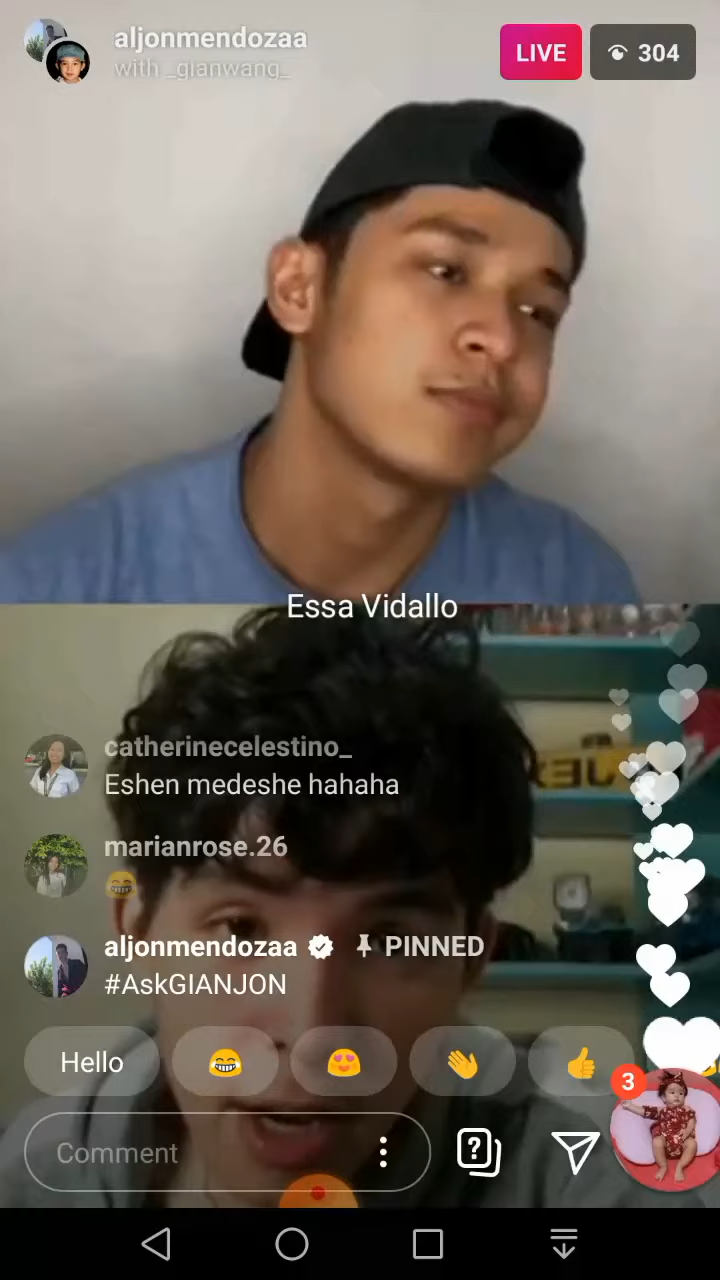 aljonmendozaa
with _gianwang_
LIVE
304
Essa Vidallo
catherinecelestino_
Eshen medeshe hahaha
marianrose.26
😂
aljonmendozaa PINNED
#AskGIANJON
Hello 😂 😍 👋 👍
3
Comment